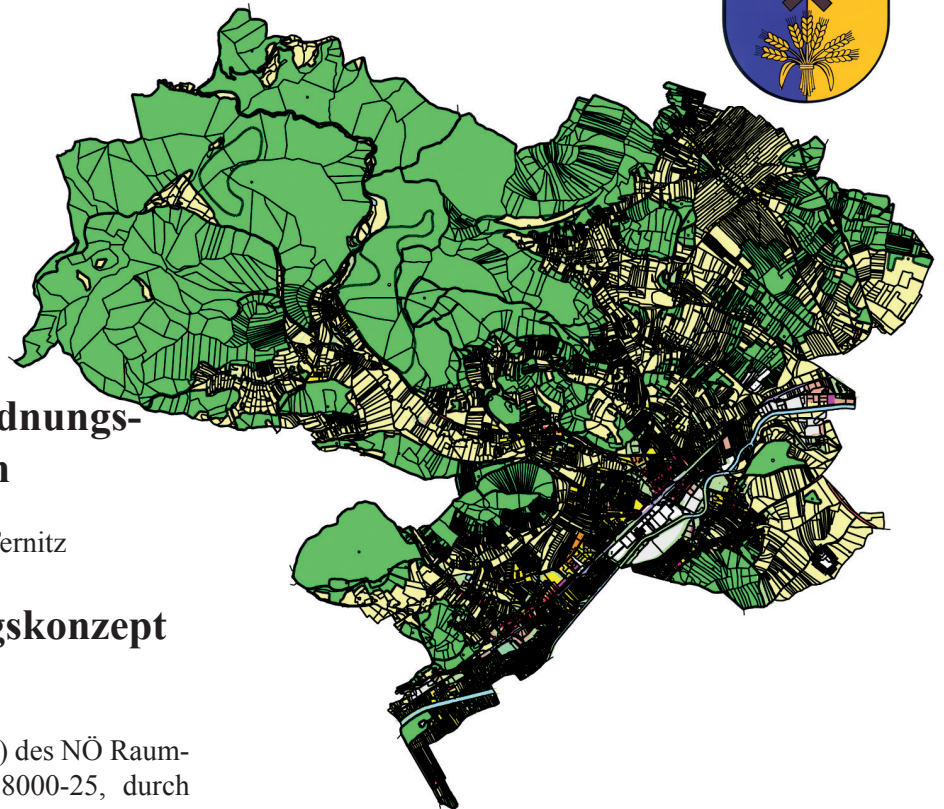 dnungs-
n
ernitz
gskonzept
) des NÖ Raum-
8000-25, durch